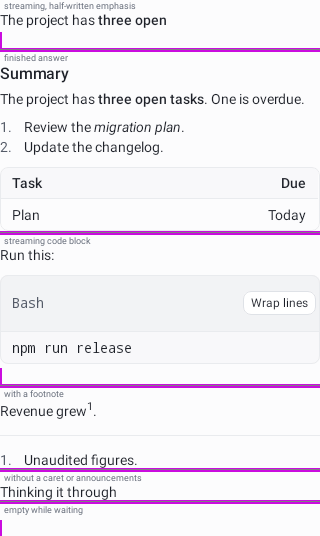 streaming, half-written emphasis
The project has three open
finished answer
Summary
The project has three open tasks. One is overdue.
1. Review the migration plan.
2. Update the changelog.
Task Due
Plan Today
streaming code block
Run this:
Bash Wrap lines
npm run release
with a footnote
Revenue grew1.
1. Unaudited figures.
without a caret or announcements
Thinking it through
empty while waiting